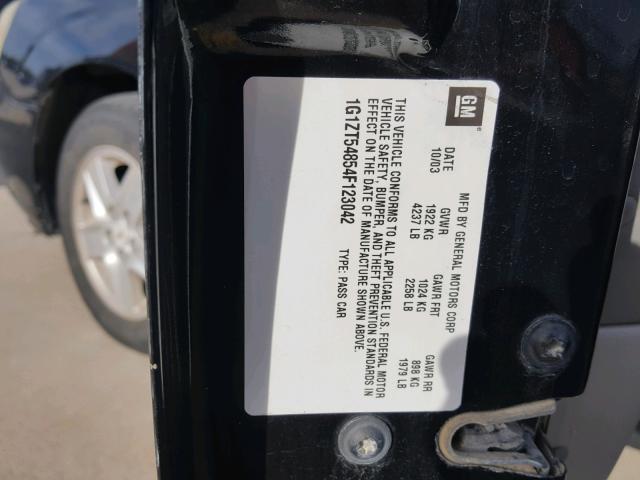 GM
MFD BY GENERAL MOTORS CORP
DATE GVWR GAWR FRT GAWR RR
10/03 1922 KG 1024 KG 898 KG
4237 LB 2258 LB 1979 LB
THIS VEHICLE CONFORMS TO ALL APPLICABLE U.S. FEDERAL MOTOR
VEHICLE SAFETY, BUMPER, AND THEFT PREVENTION STANDARDS IN
EFFECT ON THE DATE OF MANUFACTURE SHOWN ABOVE.
1G1ZT54854F123042 TYPE: PASS CAR